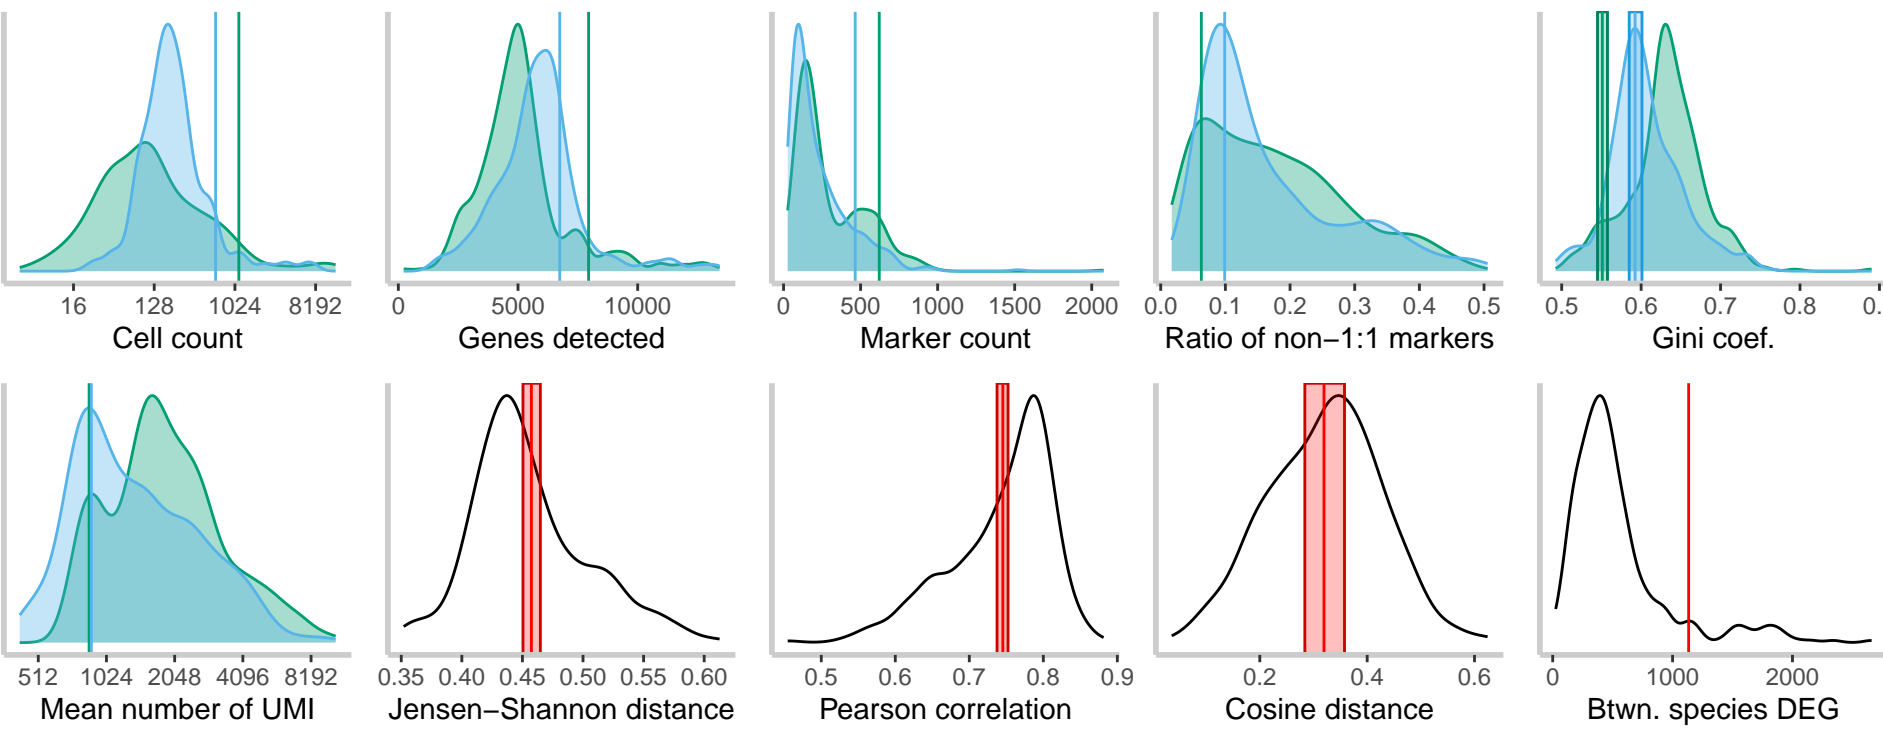 16 128 1024 8192
Cell count
0 5000 10000
Genes detected
0 500 1000 1500 2000
Marker count
0.0 0.1 0.2 0.3 0.4 0.5
Ratio of non−1:1 markers
0.5 0.6 0.7 0.8 0.
Gini coef.
512 1024 2048 4096 8192
Mean number of UMI
0.35 0.40 0.45 0.50 0.55 0.60
Jensen−Shannon distance
0.5 0.6 0.7 0.8 0.9
Pearson correlation
0.2 0.4 0.6
Cosine distance
0 1000 2000
Btwn. species DEG